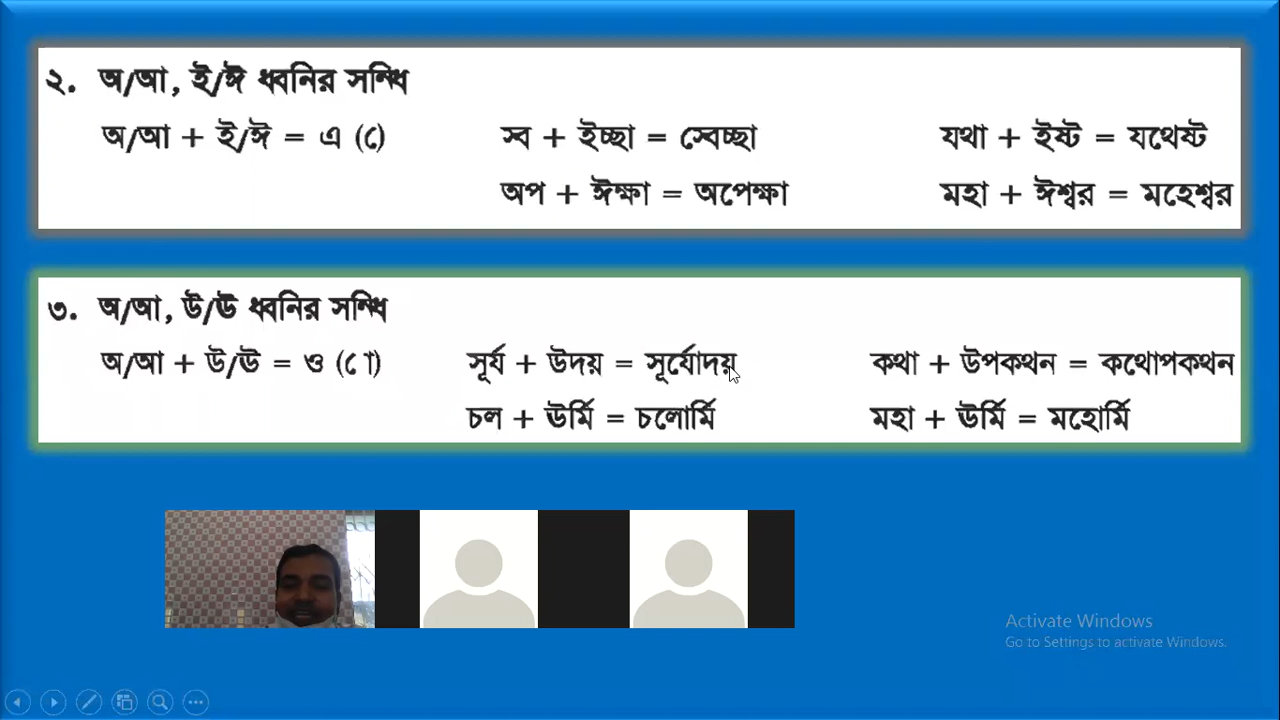 ২. অ/আ, ই/ঈ ধ্বনির সন্ধি
অ/আ + ই/ঈ = এ (ে) স্ব + ইচ্ছা = স্বেচ্ছা যথা + ইষ্ট = যথেষ্ট
অপ + ঈক্ষা = অপেক্ষা মহা + ঈশ্বর = মহেশ্বর
৩. অ/আ, উ/ঊ ধ্বনির সন্ধি
অ/আ + উ/ঊ = ও (ো) সূর্য + উদয় = সূর্যোদয় কথা + উপকথন = কথোপকথন
চল + ঊর্মি = চলোর্মি মহা + ঊর্মি = মহোর্মি
Activate Windows
Go to Settings to activate Windows.